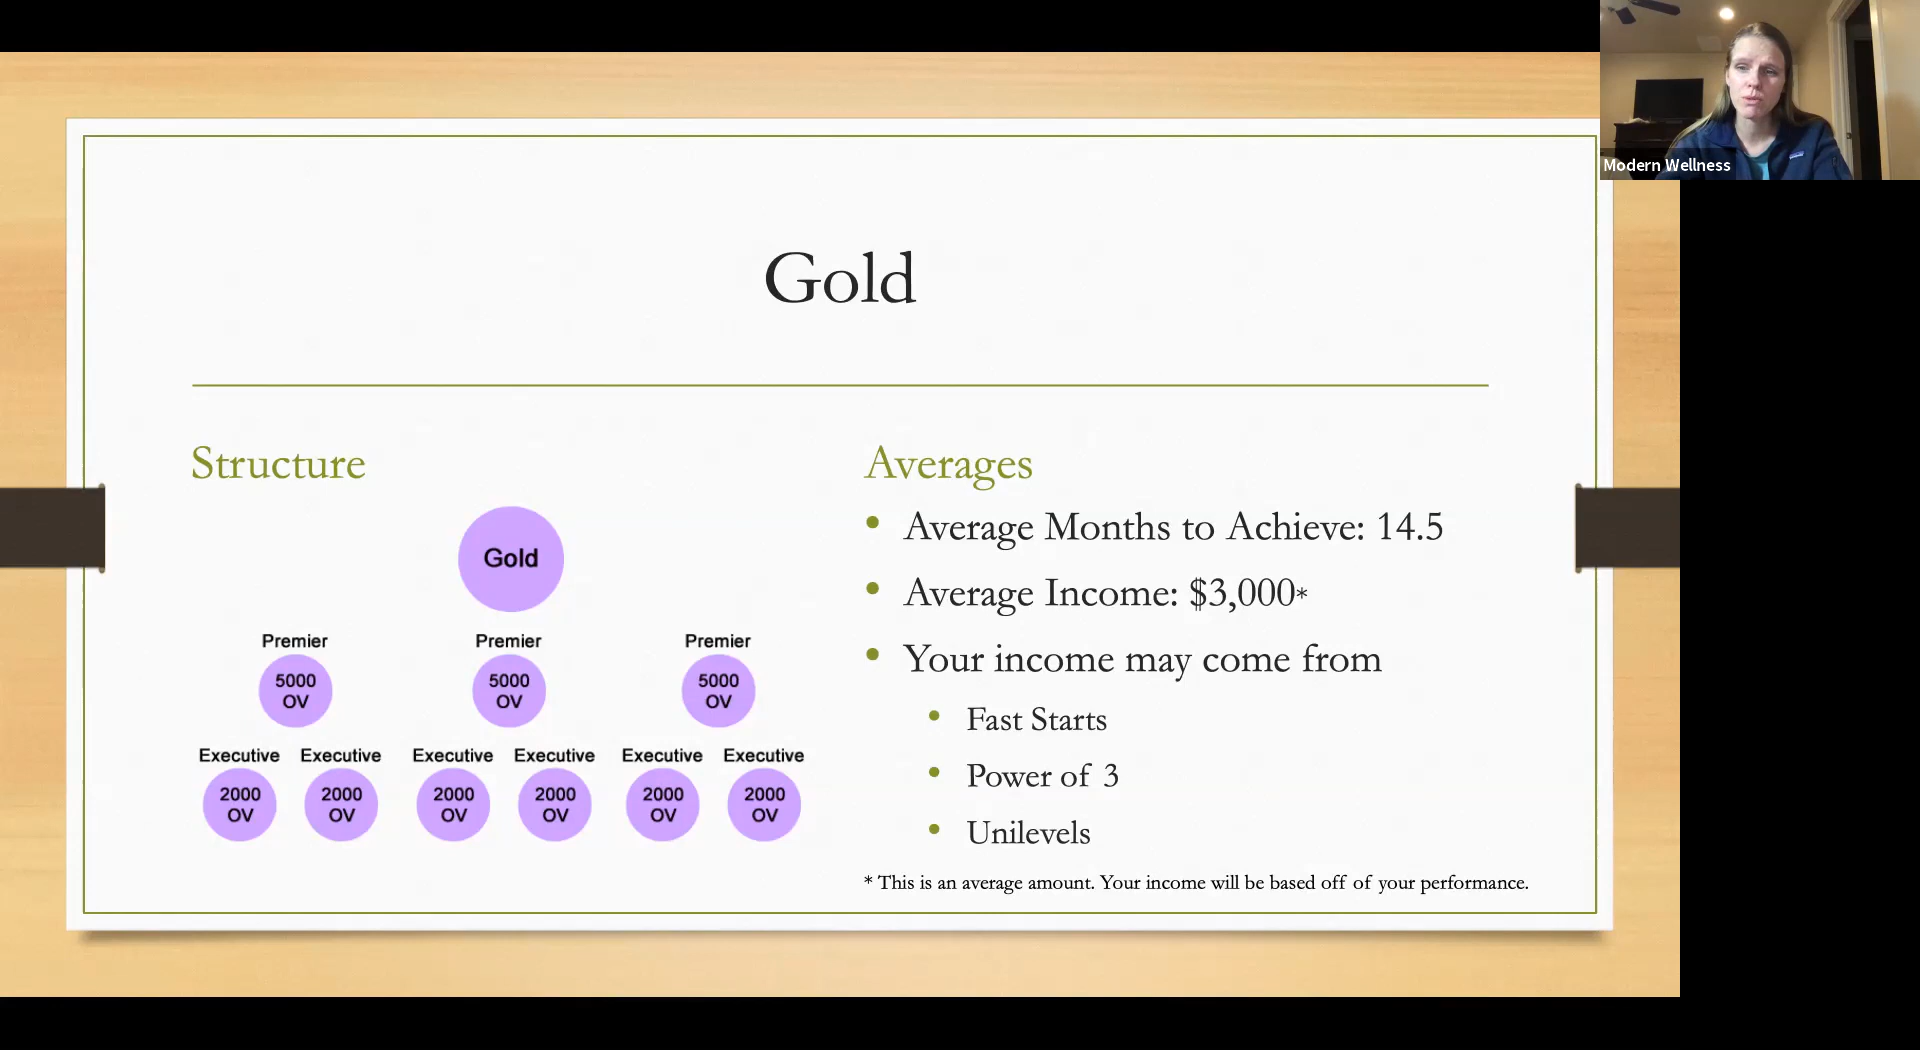 Modern Wellness
Gold
Structure
Gold
Premier Premier Premier
5000 5000 5000
OV OV OV
Executive Executive Executive Executive Executive Executive
2000 2000 2000 2000 2000 2000
OV OV OV OV OV OV
Averages
• Average Months to Achieve: 14.5
• Average Income: $3,000*
• Your income may come from
• Fast Starts
• Power of 3
• Unilevels
* This is an average amount. Your income will be based off of your performance.